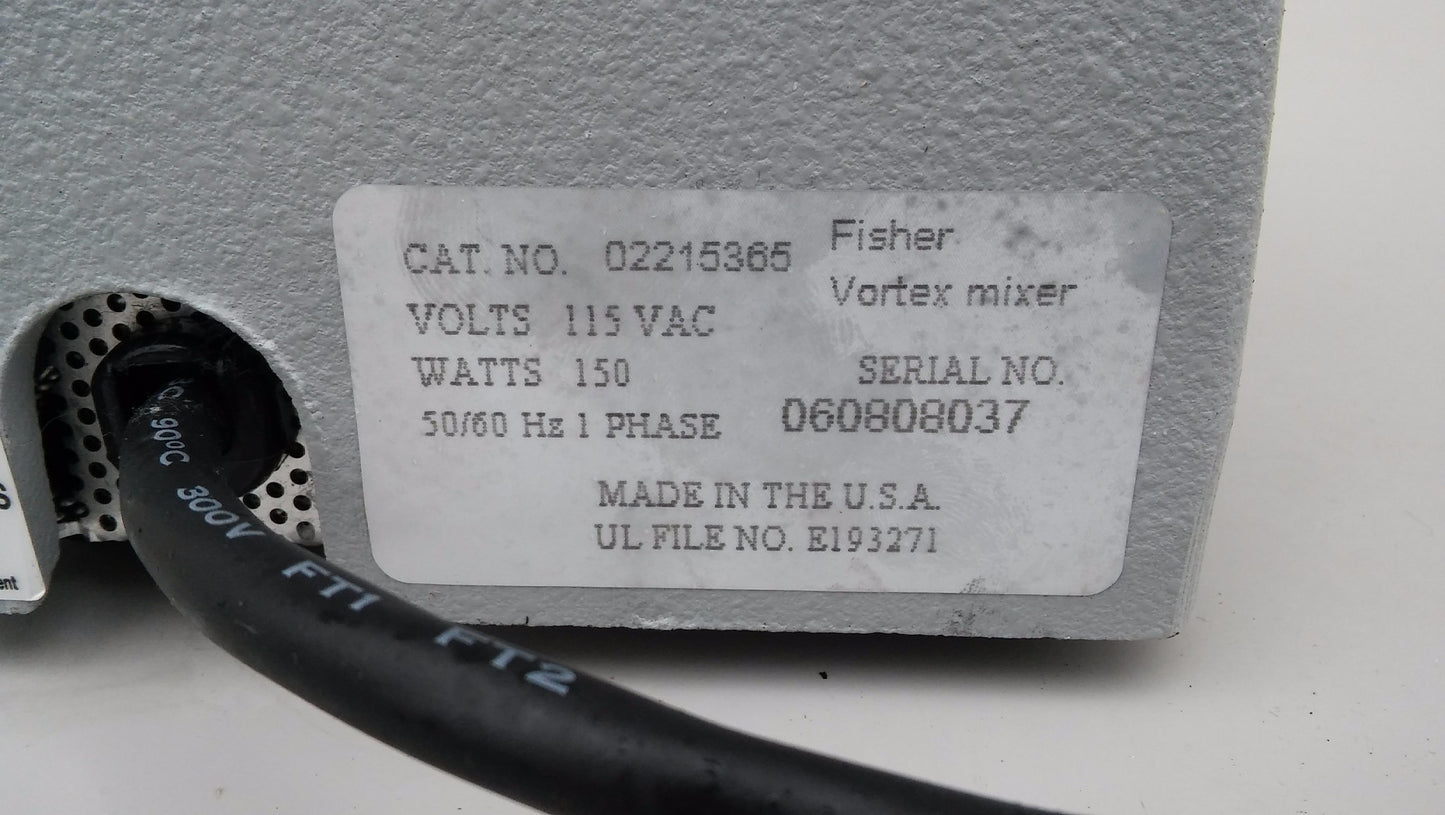 CAT. NO. 02215365
Fisher
Vortex mixer
VOLTS 115 VAC
WATTS 150
SERIAL NO.
50/60 Hz 1 PHASE
060808037
MADE IN THE U.S.A.
UL FILE NO. E193271
90°C 300V FT1 FT2